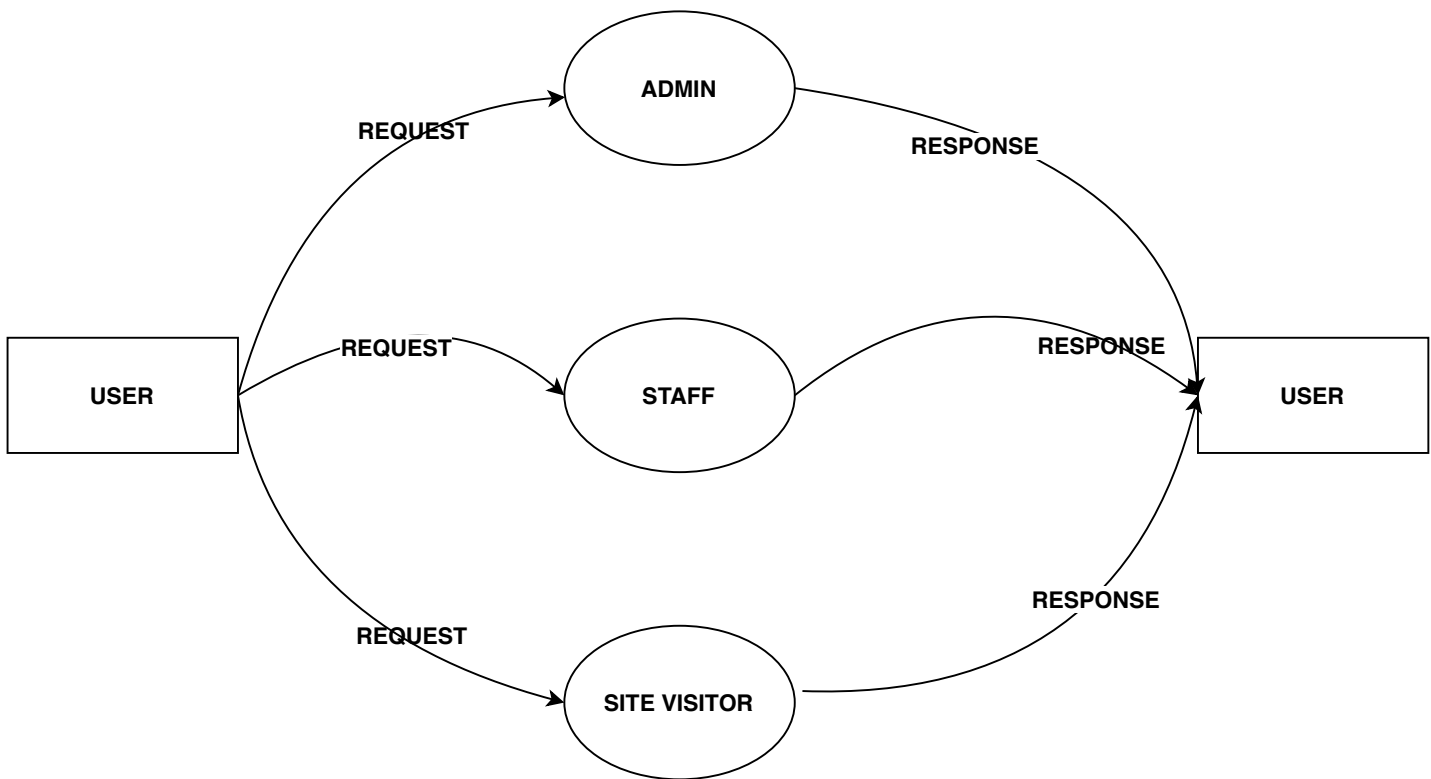 ADMIN
REQUEST
RESPONSE
REQUEST
RESPONSE
USER
STAFF
USER
RESPONSE
REQUEST
SITE VISITOR